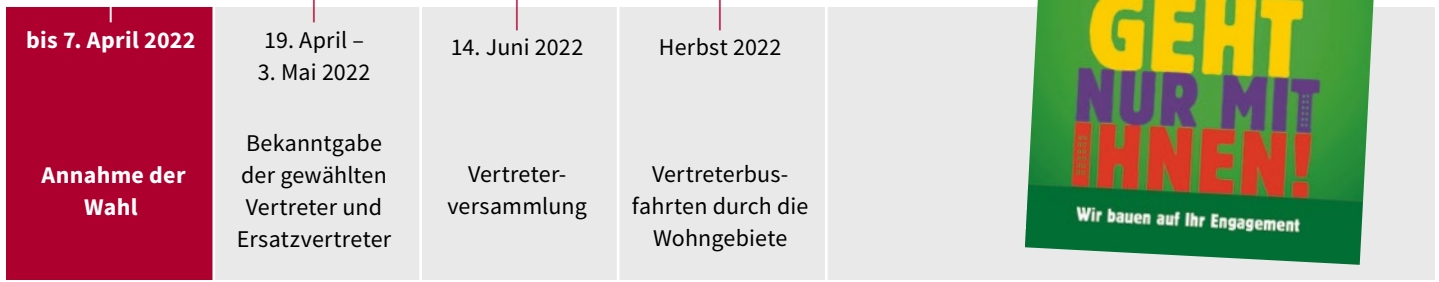 bis 7. April 2022
Annahme der
Wahl
19. April –
3. Mai 2022
Bekanntgabe
der gewählten
Vertreter und
Ersatzvertreter
14. Juni 2022
Vertreter-
versammlung
Herbst 2022
Vertreterbus-
fahrten durch die
Wohngebiete
GEHT
NUR MIT
IHNEN!
Wir bauen auf Ihr Engagement